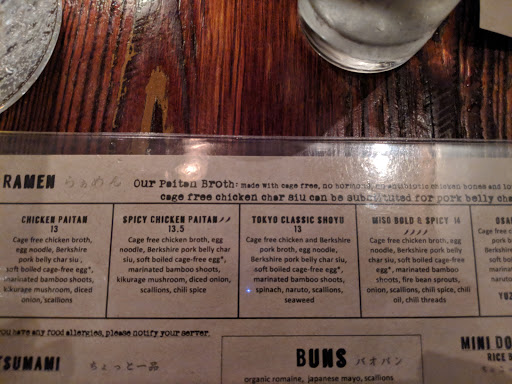 RAMEN らぁめん Our Paitan Broth: made with cage free, no hormone, no antibiotic chicken bones and
cage free chicken char siu can be substituted for pork belly
CHICKEN PAITAN
13
Cage free chicken broth,
egg noodle, Berkshire
pork belly char siu ,
soft boiled cage-free egg*,
marinated bamboo shoots,
kikurage mushroom, diced
onion, scallions
SPICY CHICKEN PAITAN
13.5
Cage free chicken broth, egg
noodle, Berkshire pork belly char
siu, soft boiled cage-free egg*,
marinated bamboo shoots,
kikurage mushroom, diced onion,
scallions, chili spice
TOKYO CLASSIC SHOYU
13
Cage free chicken and Berkshire
pork broth, egg noodle,
Berkshire pork belly char siu,
soft boiled cage-free egg*,
marinated bamboo shoots,
spinach, naruto, scallions,
seaweed
MISO BOLD & SPICY 14
Cage free chicken broth, egg
noodle, Berkshire pork belly
char siu, soft boiled cage-free
egg*, marinated bamboo
shoots, fire bean sprouts,
onion, scallions, chili spice, chili
oil, chili threads
you have any food allergies, please notify your server.
TSUMAMI ちょっと一品
BUNS バオバン
organic romaine, japanese mayo, scallions
MINI
RICE